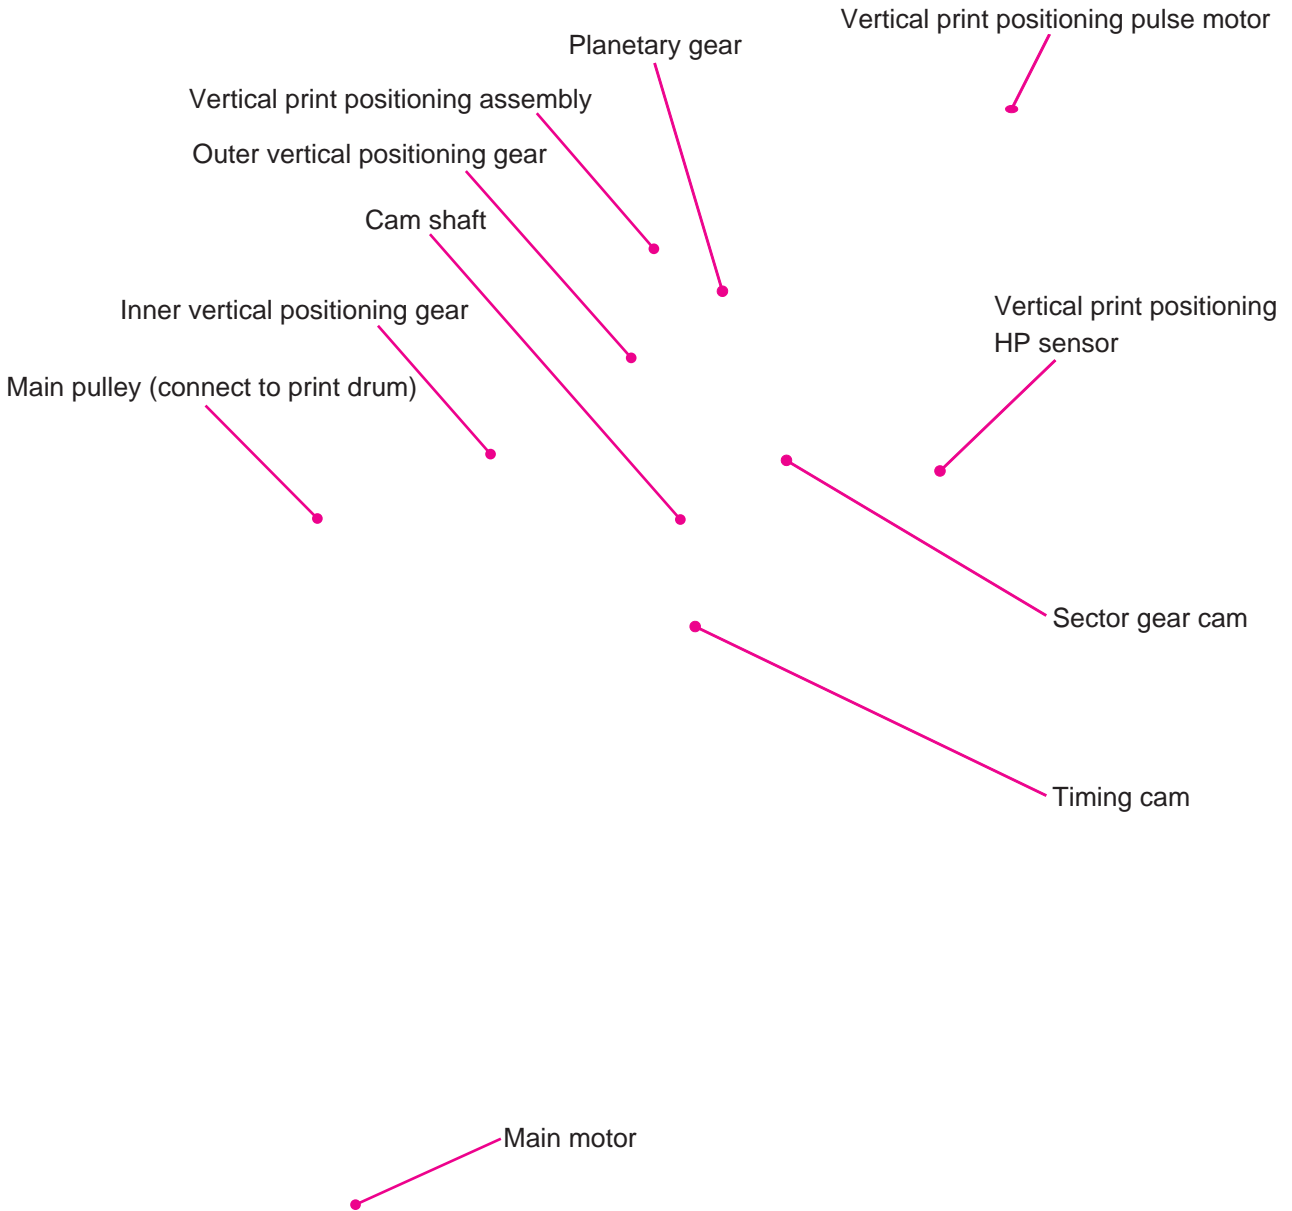 Vertical print positioning pulse motor
Planetary gear
Vertical print positioning assembly
Outer vertical positioning gear
Cam shaft
Inner vertical positioning gear
Vertical print positioning
HP sensor
Main pulley (connect to print drum)
Sector gear cam
Timing cam
Main motor